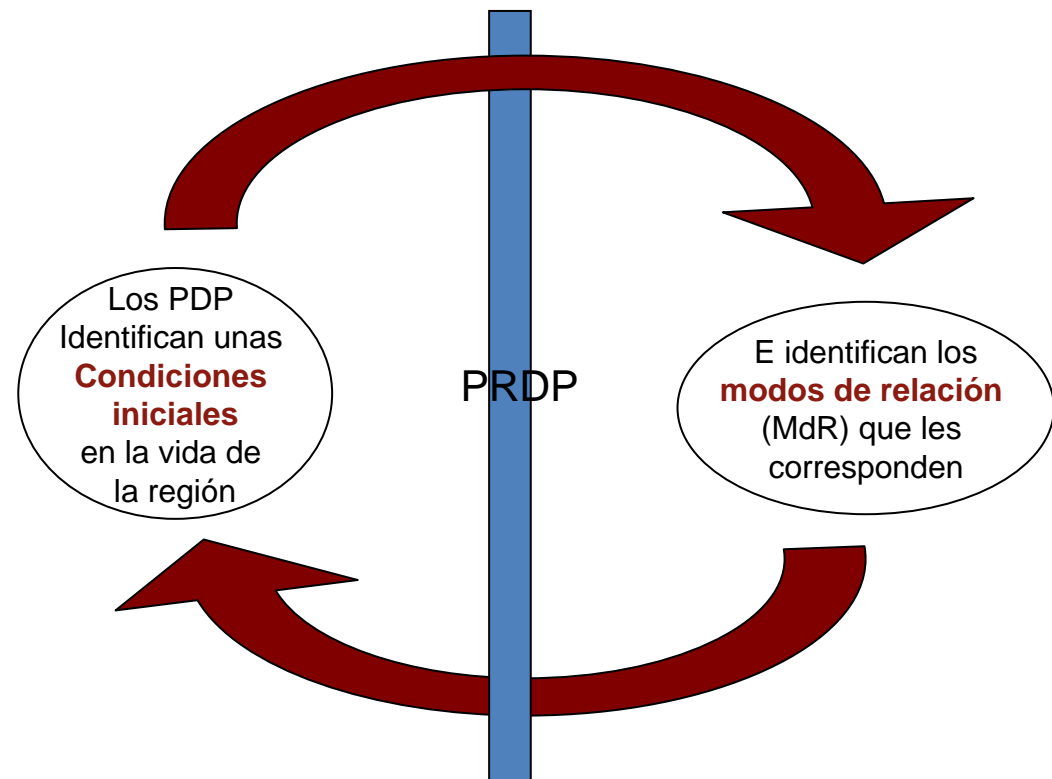 Los PDP
Identifican unas
Condiciones
iniciales
en la vida de
la región
PRDP
E identifican los
modos de relación
(MdR) que les
corresponden